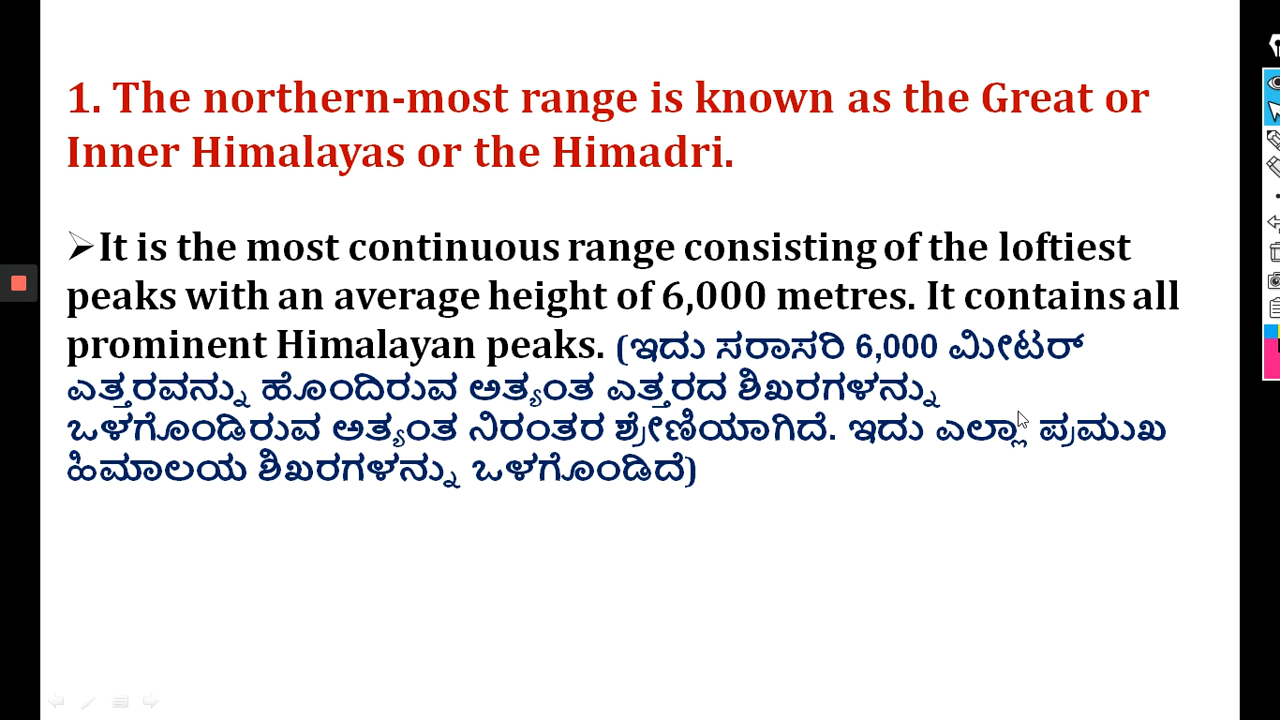 1. The northern-most range is known as the Great or
Inner Himalayas or the Himadri.
➢It is the most continuous range consisting of the loftiest
peaks with an average height of 6,000 metres. It contains all
prominent Himalayan peaks. (ಇದು ಸರಾಸರಿ 6,000 ಮೀಟರ್
ಎತ್ತರವನ್ನು ಹೊಂದಿರುವ ಅತ್ಯಂತ ಎತ್ತರದ ಶಿಖರಗಳನ್ನು
ಒಳಗೊಂಡಿರುವ ಅತ್ಯಂತ ನಿರಂತರ ಶ್ರೇಣಿಯಾಗಿದೆ. ಇದು ಎಲ್ಲಾ ಪ್ರಮುಖ
ಹಿಮಾಲಯ ಶಿಖರಗಳನ್ನು ಒಳಗೊಂಡಿದೆ)